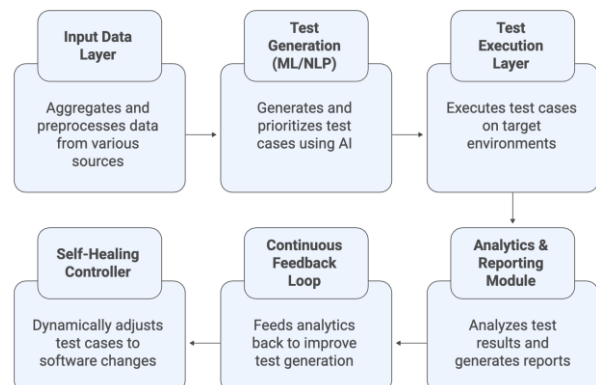 Input Data
Layer
Aggregates and
preprocesses data
from various
sources
Test
Generation
(ML/NLP)
Generates and
prioritizes test
cases using AI
Test
Execution
Layer
Executes test cases
on target
environments
Self-Healing
Controller
Dynamically adjusts
test cases to
software changes
Continuous
Feedback
Loop
Feeds analytics
back to improve
test generation
Analytics &
Reporting
Module
Analyzes test
results and
generates reports